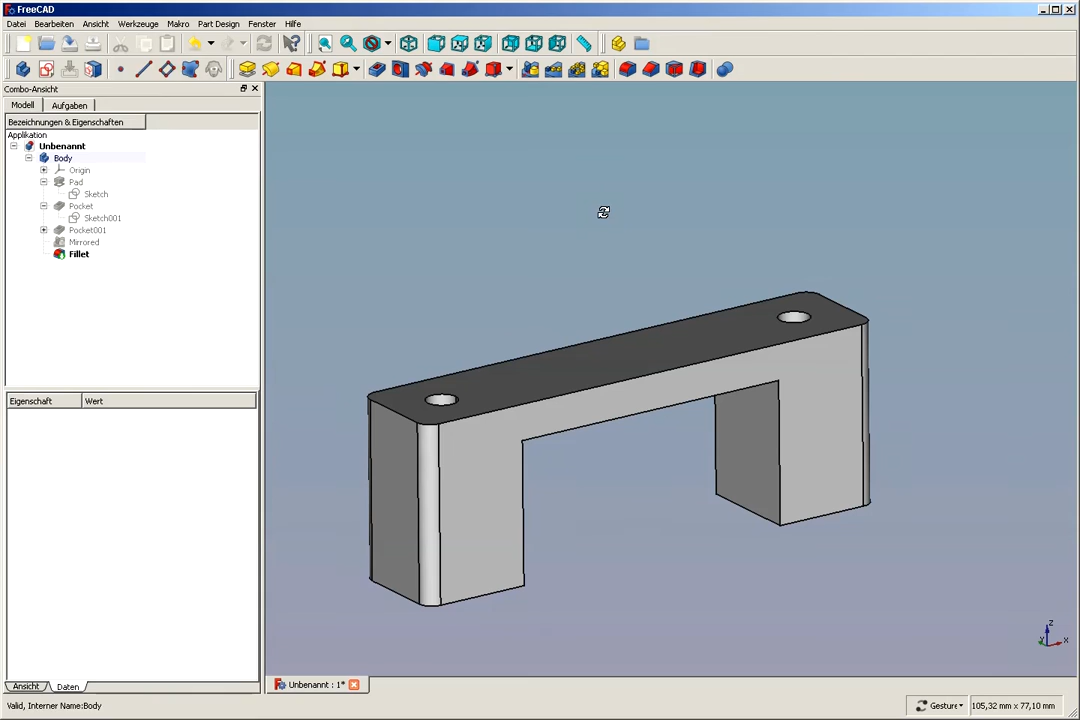 FreeCAD
Datei Bearbeiten Ansicht Werkzeuge Makro Part Design Fenster Hilfe
Combo-Ansicht
Modell Aufgaben
Bezeichnungen & Eigenschaften
Applikation
Unbenannt
Body
Origin
Pad
Sketch
Pocket
Sketch001
Pocket001
Mirrored
Fillet
Eigenschaft Wert
Z
Y X
Ansicht Daten
Unbenannt : 1*
Valid, Interner Name:Body
Gesture
105,32 mm x 77,10 mm